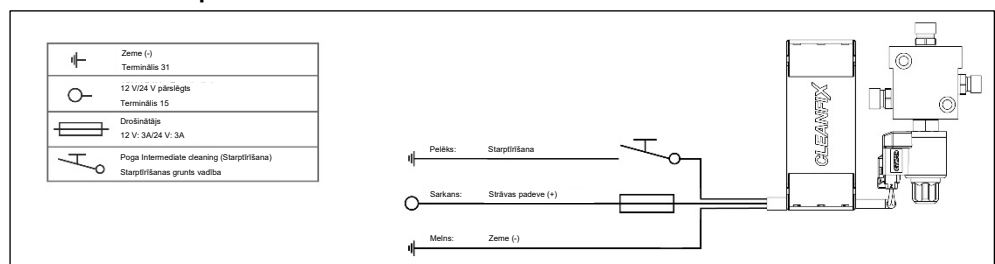 Zeme (-)
Terminālis 31
12 V/24 V pārslēgts
Terminālis 15
Drošinātājs
12 V: 3A/24 V: 3A
Poga Intermediate cleaning (Starptīrīšana)
Starptīrīšanas grunts vadība
Pelēks: Starptīrīšana
Sarkans: Strāvas padeve (+)
Melns: Zeme (-)
CLEANFIX